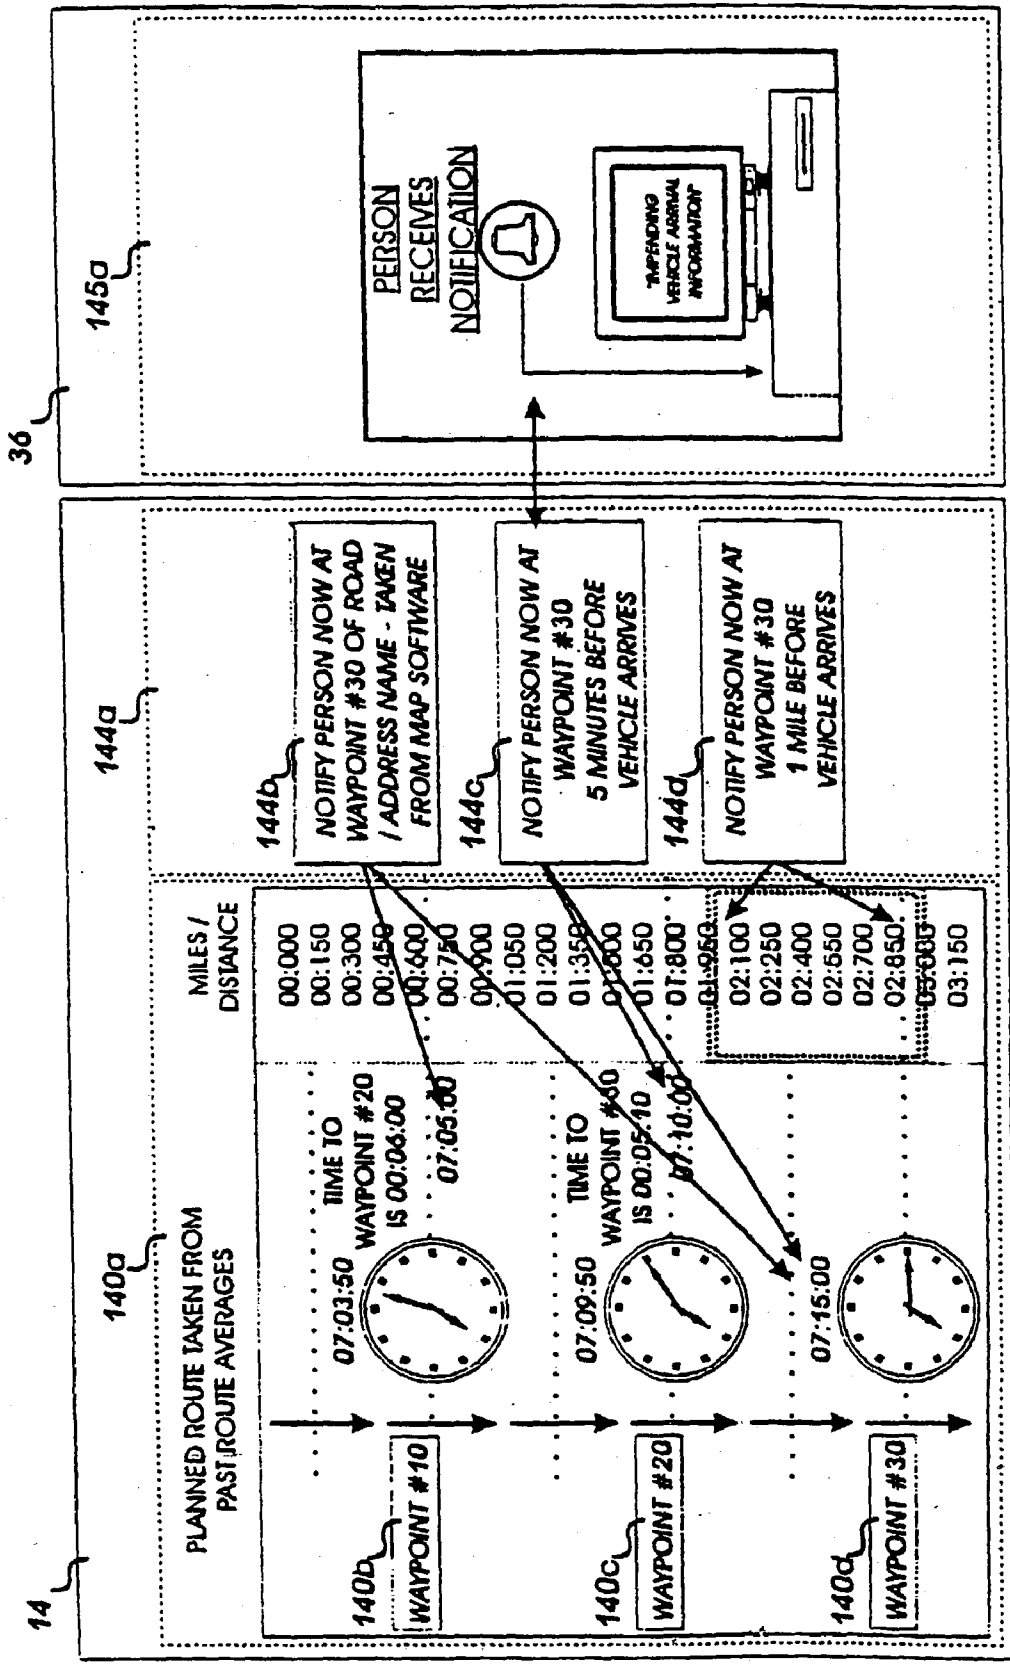 14
36
140a
144a
145a
PLANNED ROUTE TAKEN FROM
PAST ROUTE AVERAGES
MILES /
DISTANCE
140b
WAYPOINT #10
07:03:50
TIME TO
WAYPOINT #20
IS 00:06:00
07:05:00
140c
WAYPOINT #20
07:09:50
TIME TO
WAYPOINT #30
IS 00:05:10
07:10:00
140d
WAYPOINT #30
07:15:00
00:000
00:150
00:300
00:450
00:600
00:750
00:900
01:050
01:200
01:350
01:650
01:950
02:100
02:250
02:400
02:550
02:700
02:850
03:000
03:150
144b
NOTIFY PERSON NOW AT
WAYPOINT #30 OF ROAD
/ ADDRESS NAME - TAKEN
FROM MAP SOFTWARE
144c
NOTIFY PERSON NOW AT
WAYPOINT #30
5 MINUTES BEFORE
VEHICLE ARRIVES
144d
NOTIFY PERSON NOW AT
WAYPOINT #30
1 MILE BEFORE
VEHICLE ARRIVES
PERSON
RECEIVES
NOTIFICATION
"IMPENDING
VEHICLE ARRIVAL
INFORMATION"